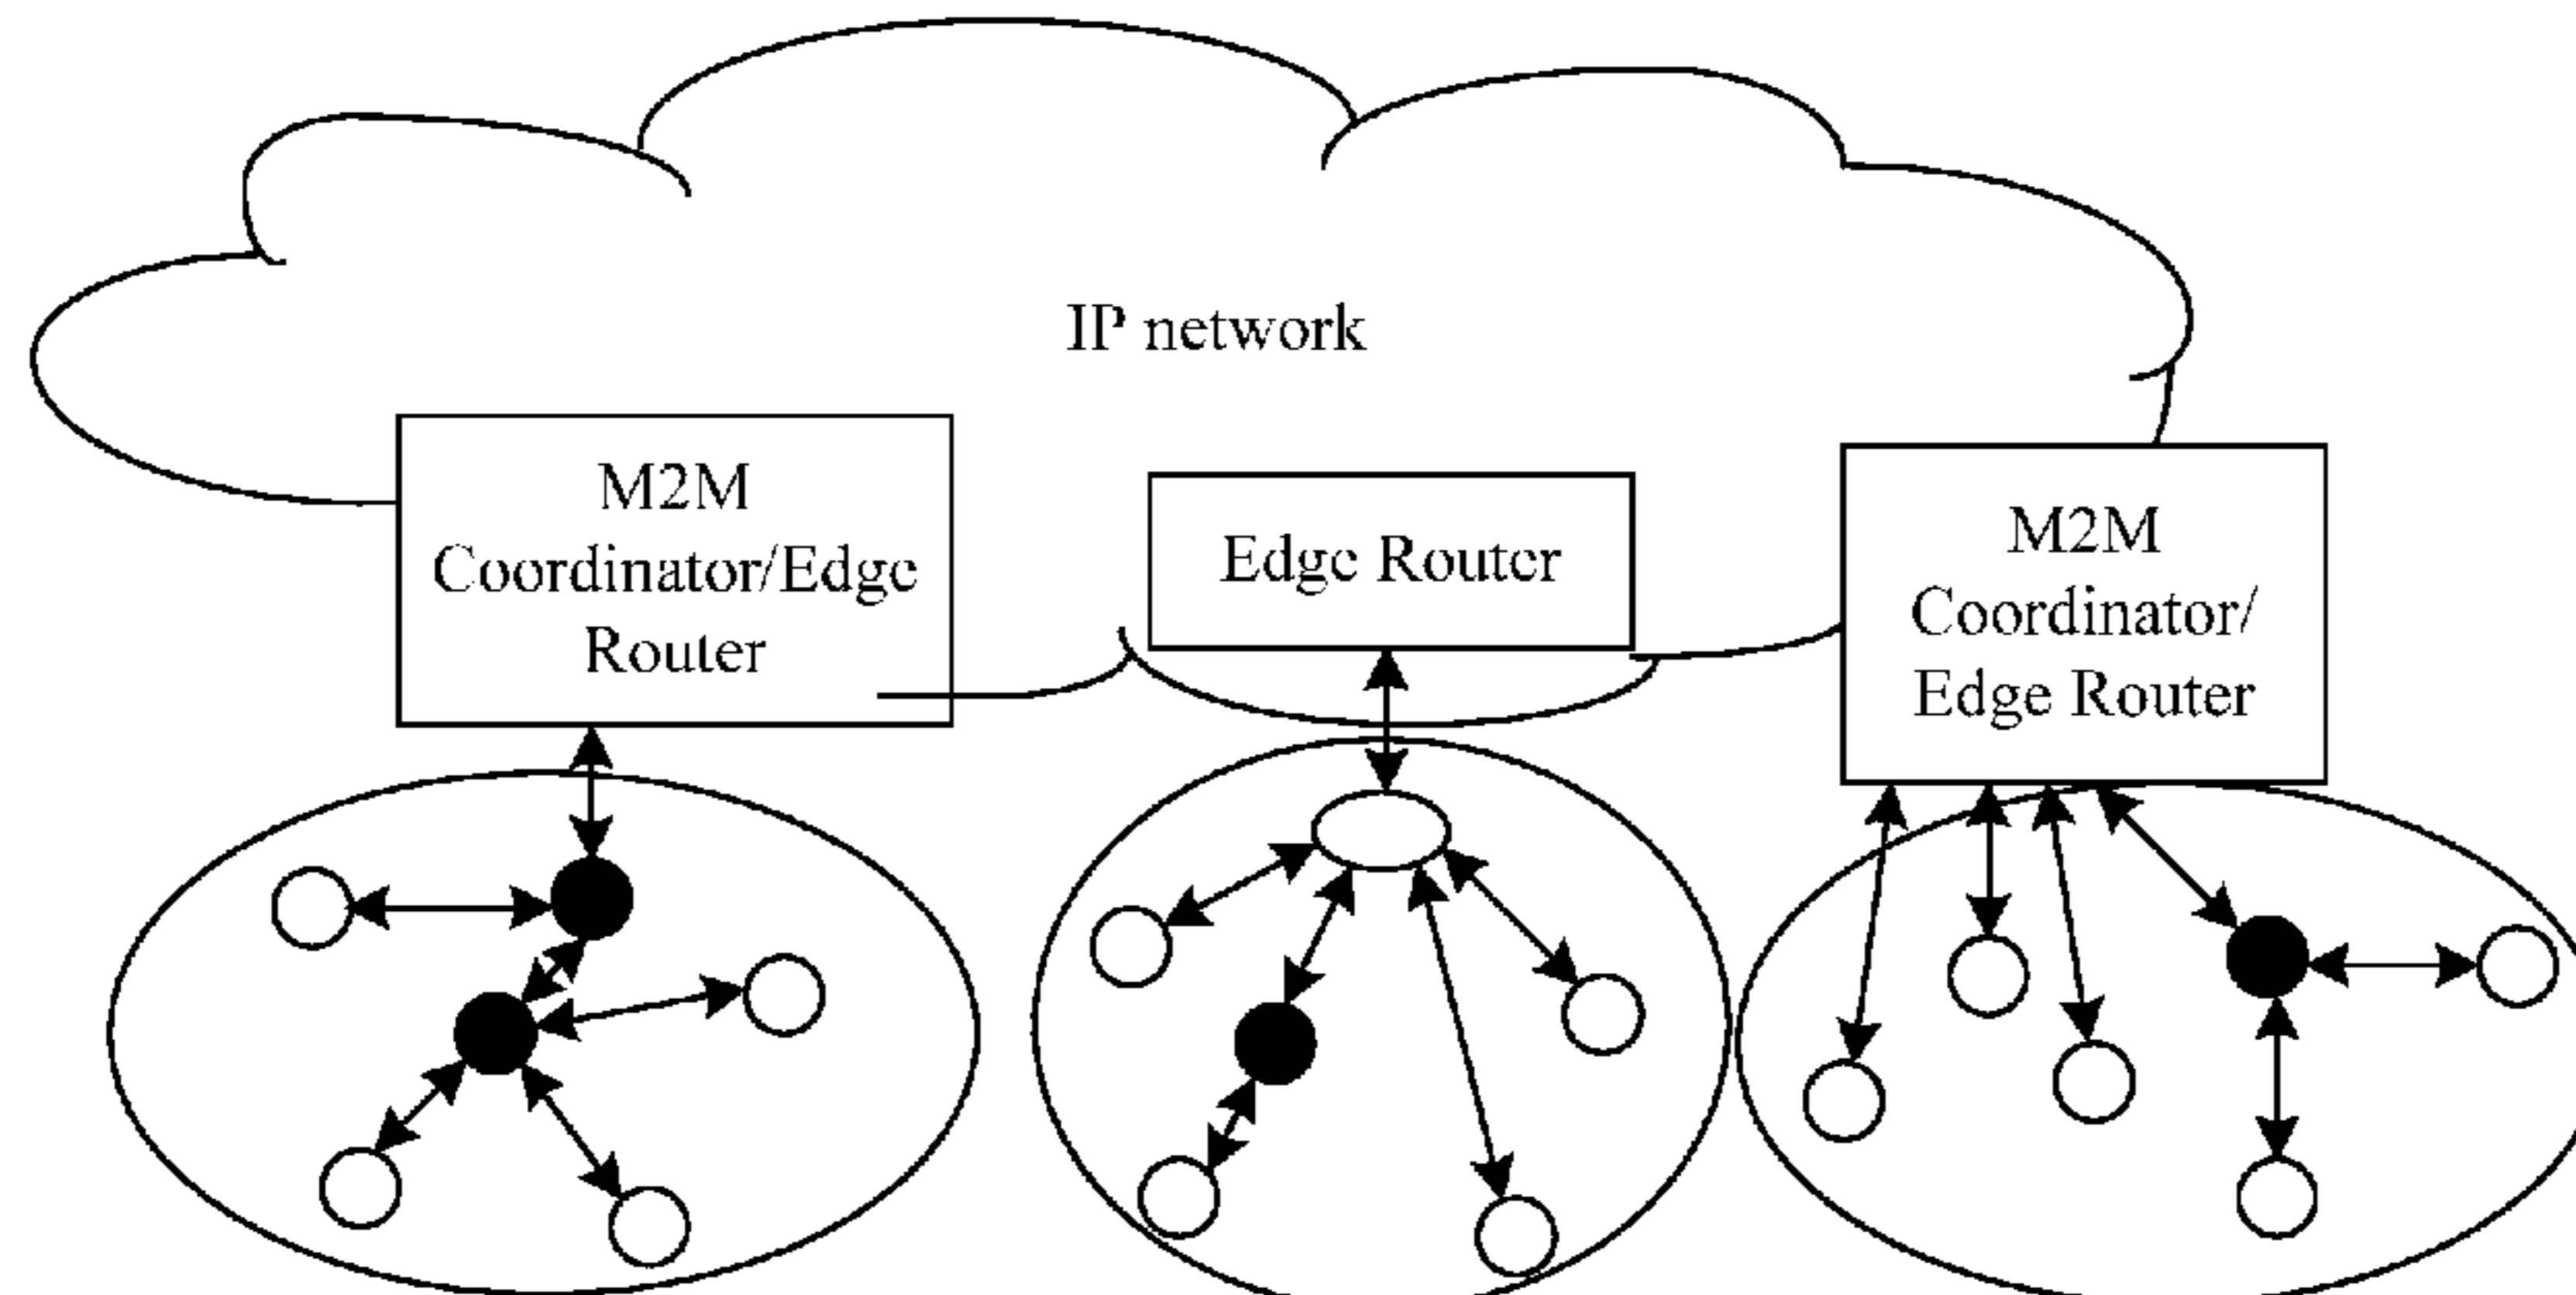 IP network
M2M
Coordinator/Edge
Router
Edge Router
M2M
Coordinator/
Edge Router